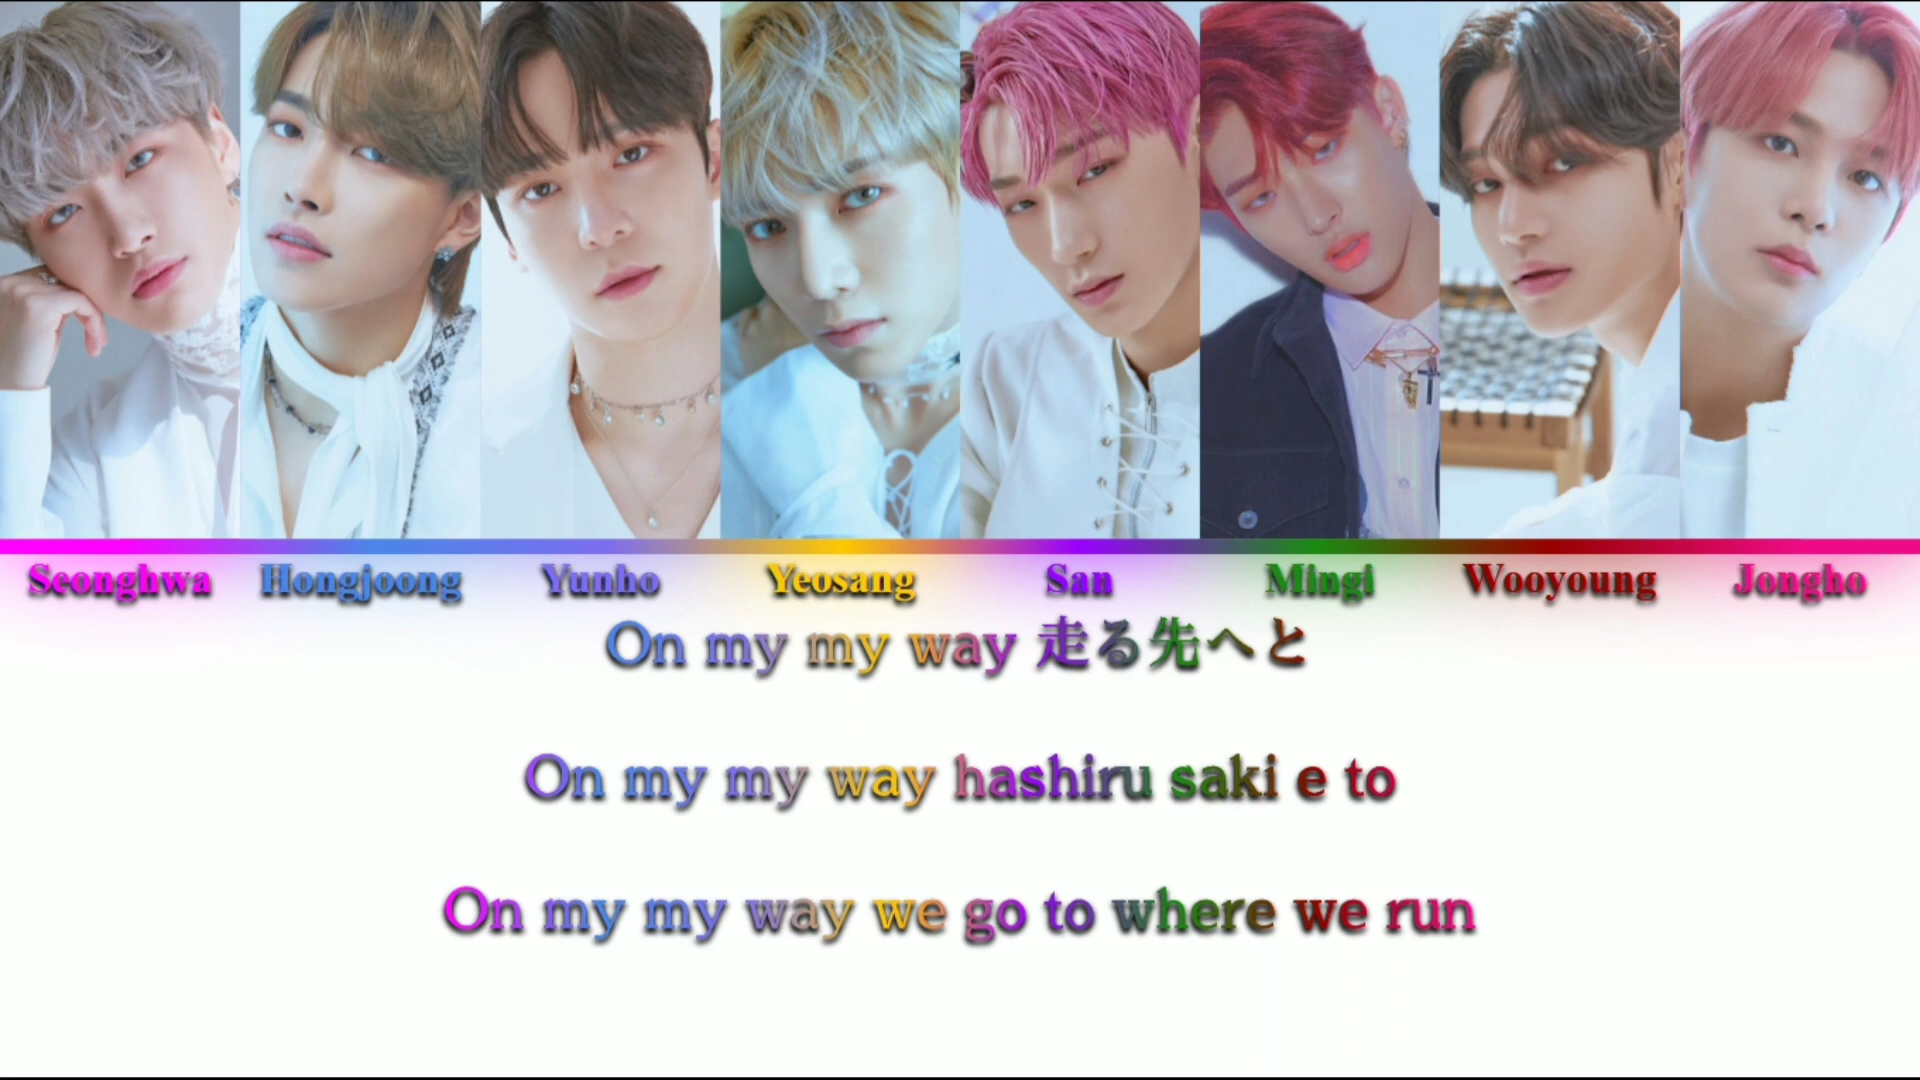 Seonghwa Hongjoong Yunho Yeosang San Mingi Wooyoung Jongho
On my my way 走る先へと
On my my way hashiru saki e to
On my my way we go to where we run